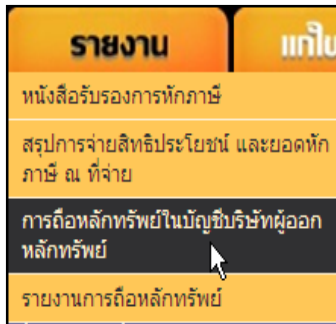 รายงาน
หนังสือรับรองการหักภาษี
สรุปการจ่ายสิทธิประโยชน์ และยอดหัก
ภาษี ณ ที่จ่าย
การถือหลักทรัพย์ในบัญชีบริษัทผู้ออก
หลักทรัพย์
รายงานการถือหลักทรัพย์